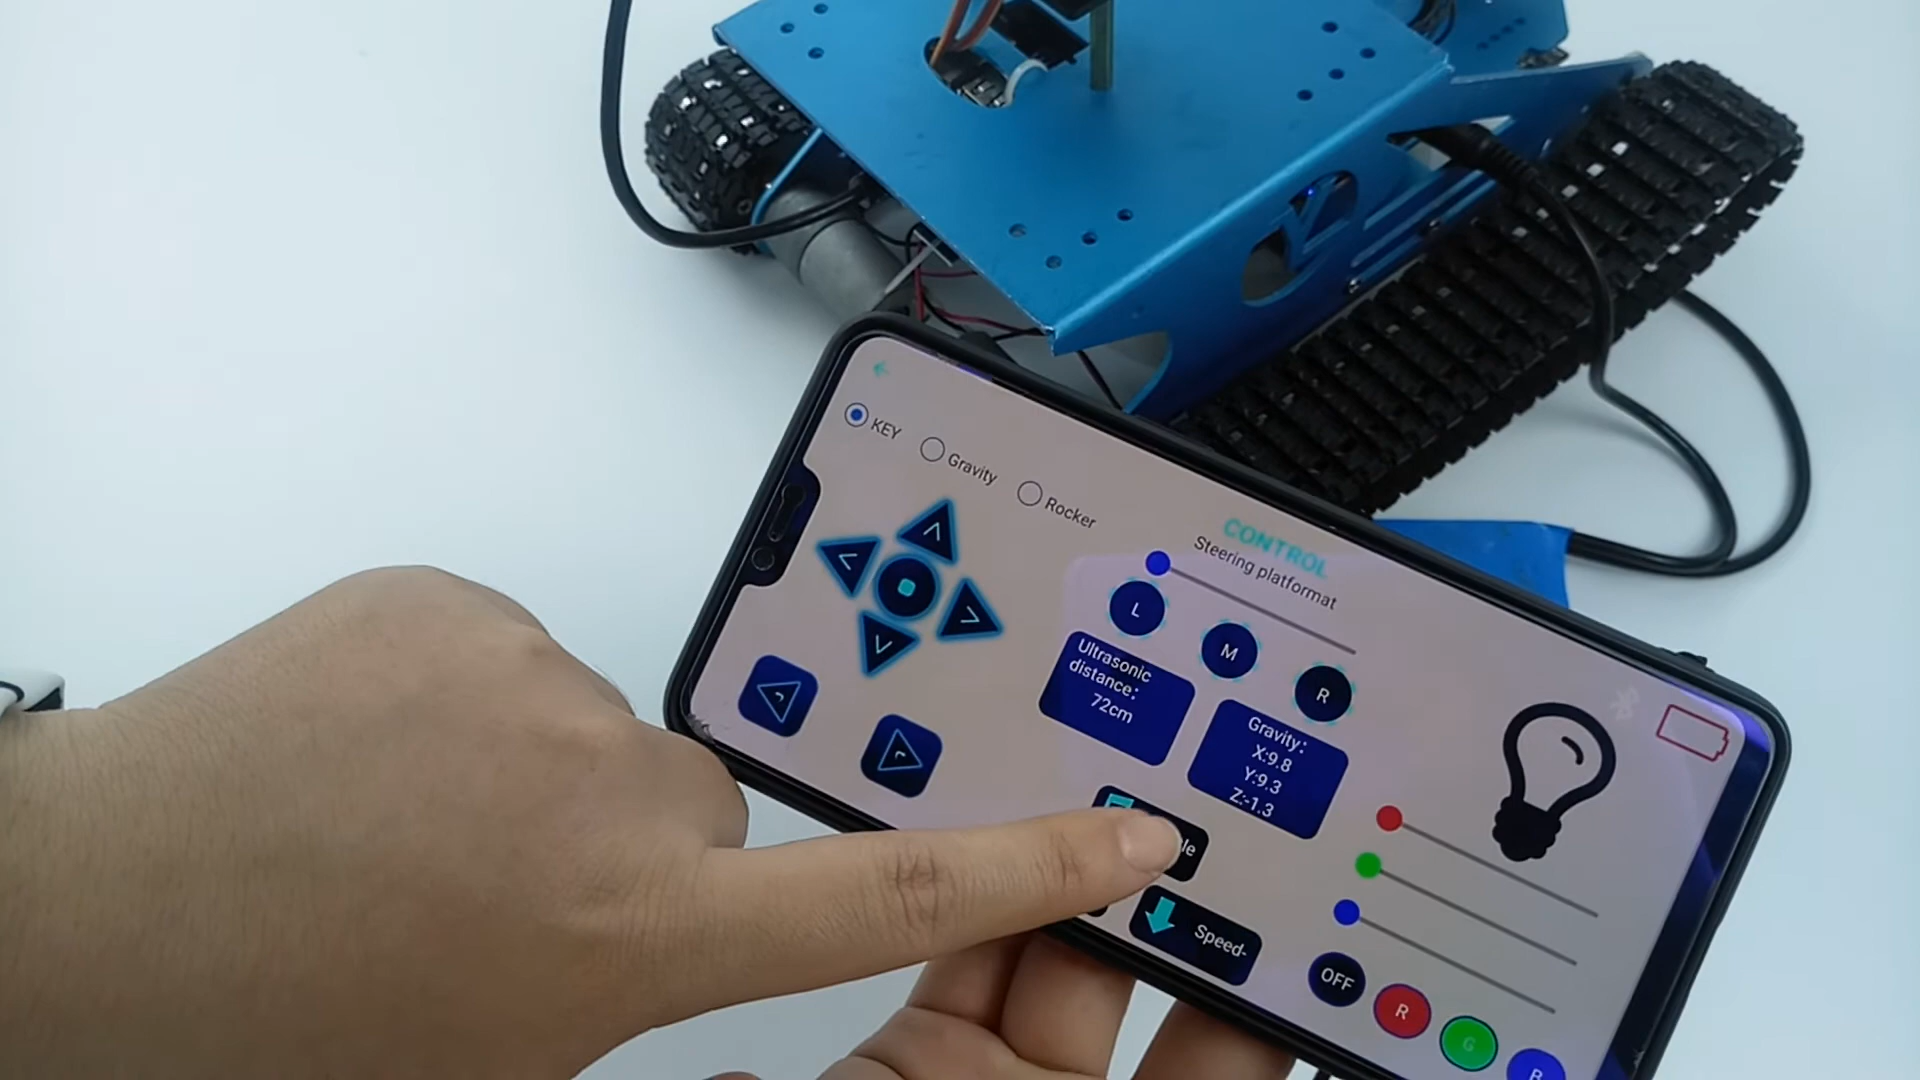 KEY
Gravity
Rocker
CONTROL
Steering platformat
L
M
R
Ultrasonic
distance:
72cm
Gravity:
X:9.8
Y:9.3
Z:-1.3
Speed-
OFF
R
G
B